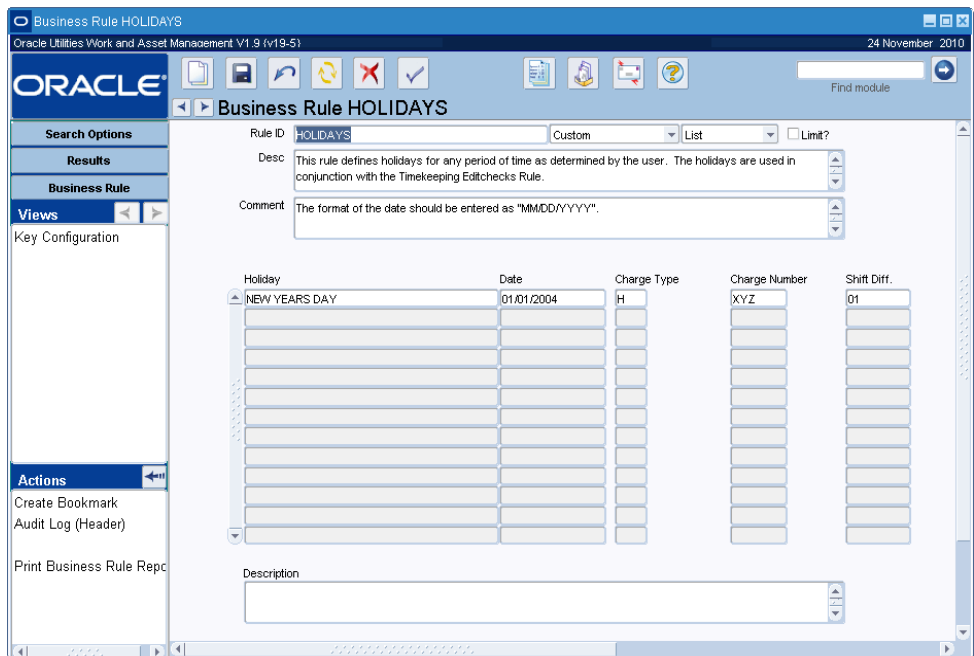 Business Rule HOLIDAYS
Oracle Utilities Work and Asset Management V1.9 (v19-5) 24 November 2010
ORACLE
Find module
Business Rule HOLIDAYS
Search Options
Results
Business Rule
Views
Key Configuration
Rule ID HOLIDAYS Custom List Limit?
Desc This rule defines holidays for any period of time as determined by the user. The holidays are used in
conjunction with the Timekeeping Editchecks Rule.
Comment The format of the date should be entered as "MM/DD/YYYY".
Holiday Date Charge Type Charge Number Shift Diff.
NEW YEARS DAY 01/01/2004 H XYZ 01
Actions
Create Bookmark
Audit Log (Header)
Print Business Rule Repo
Description